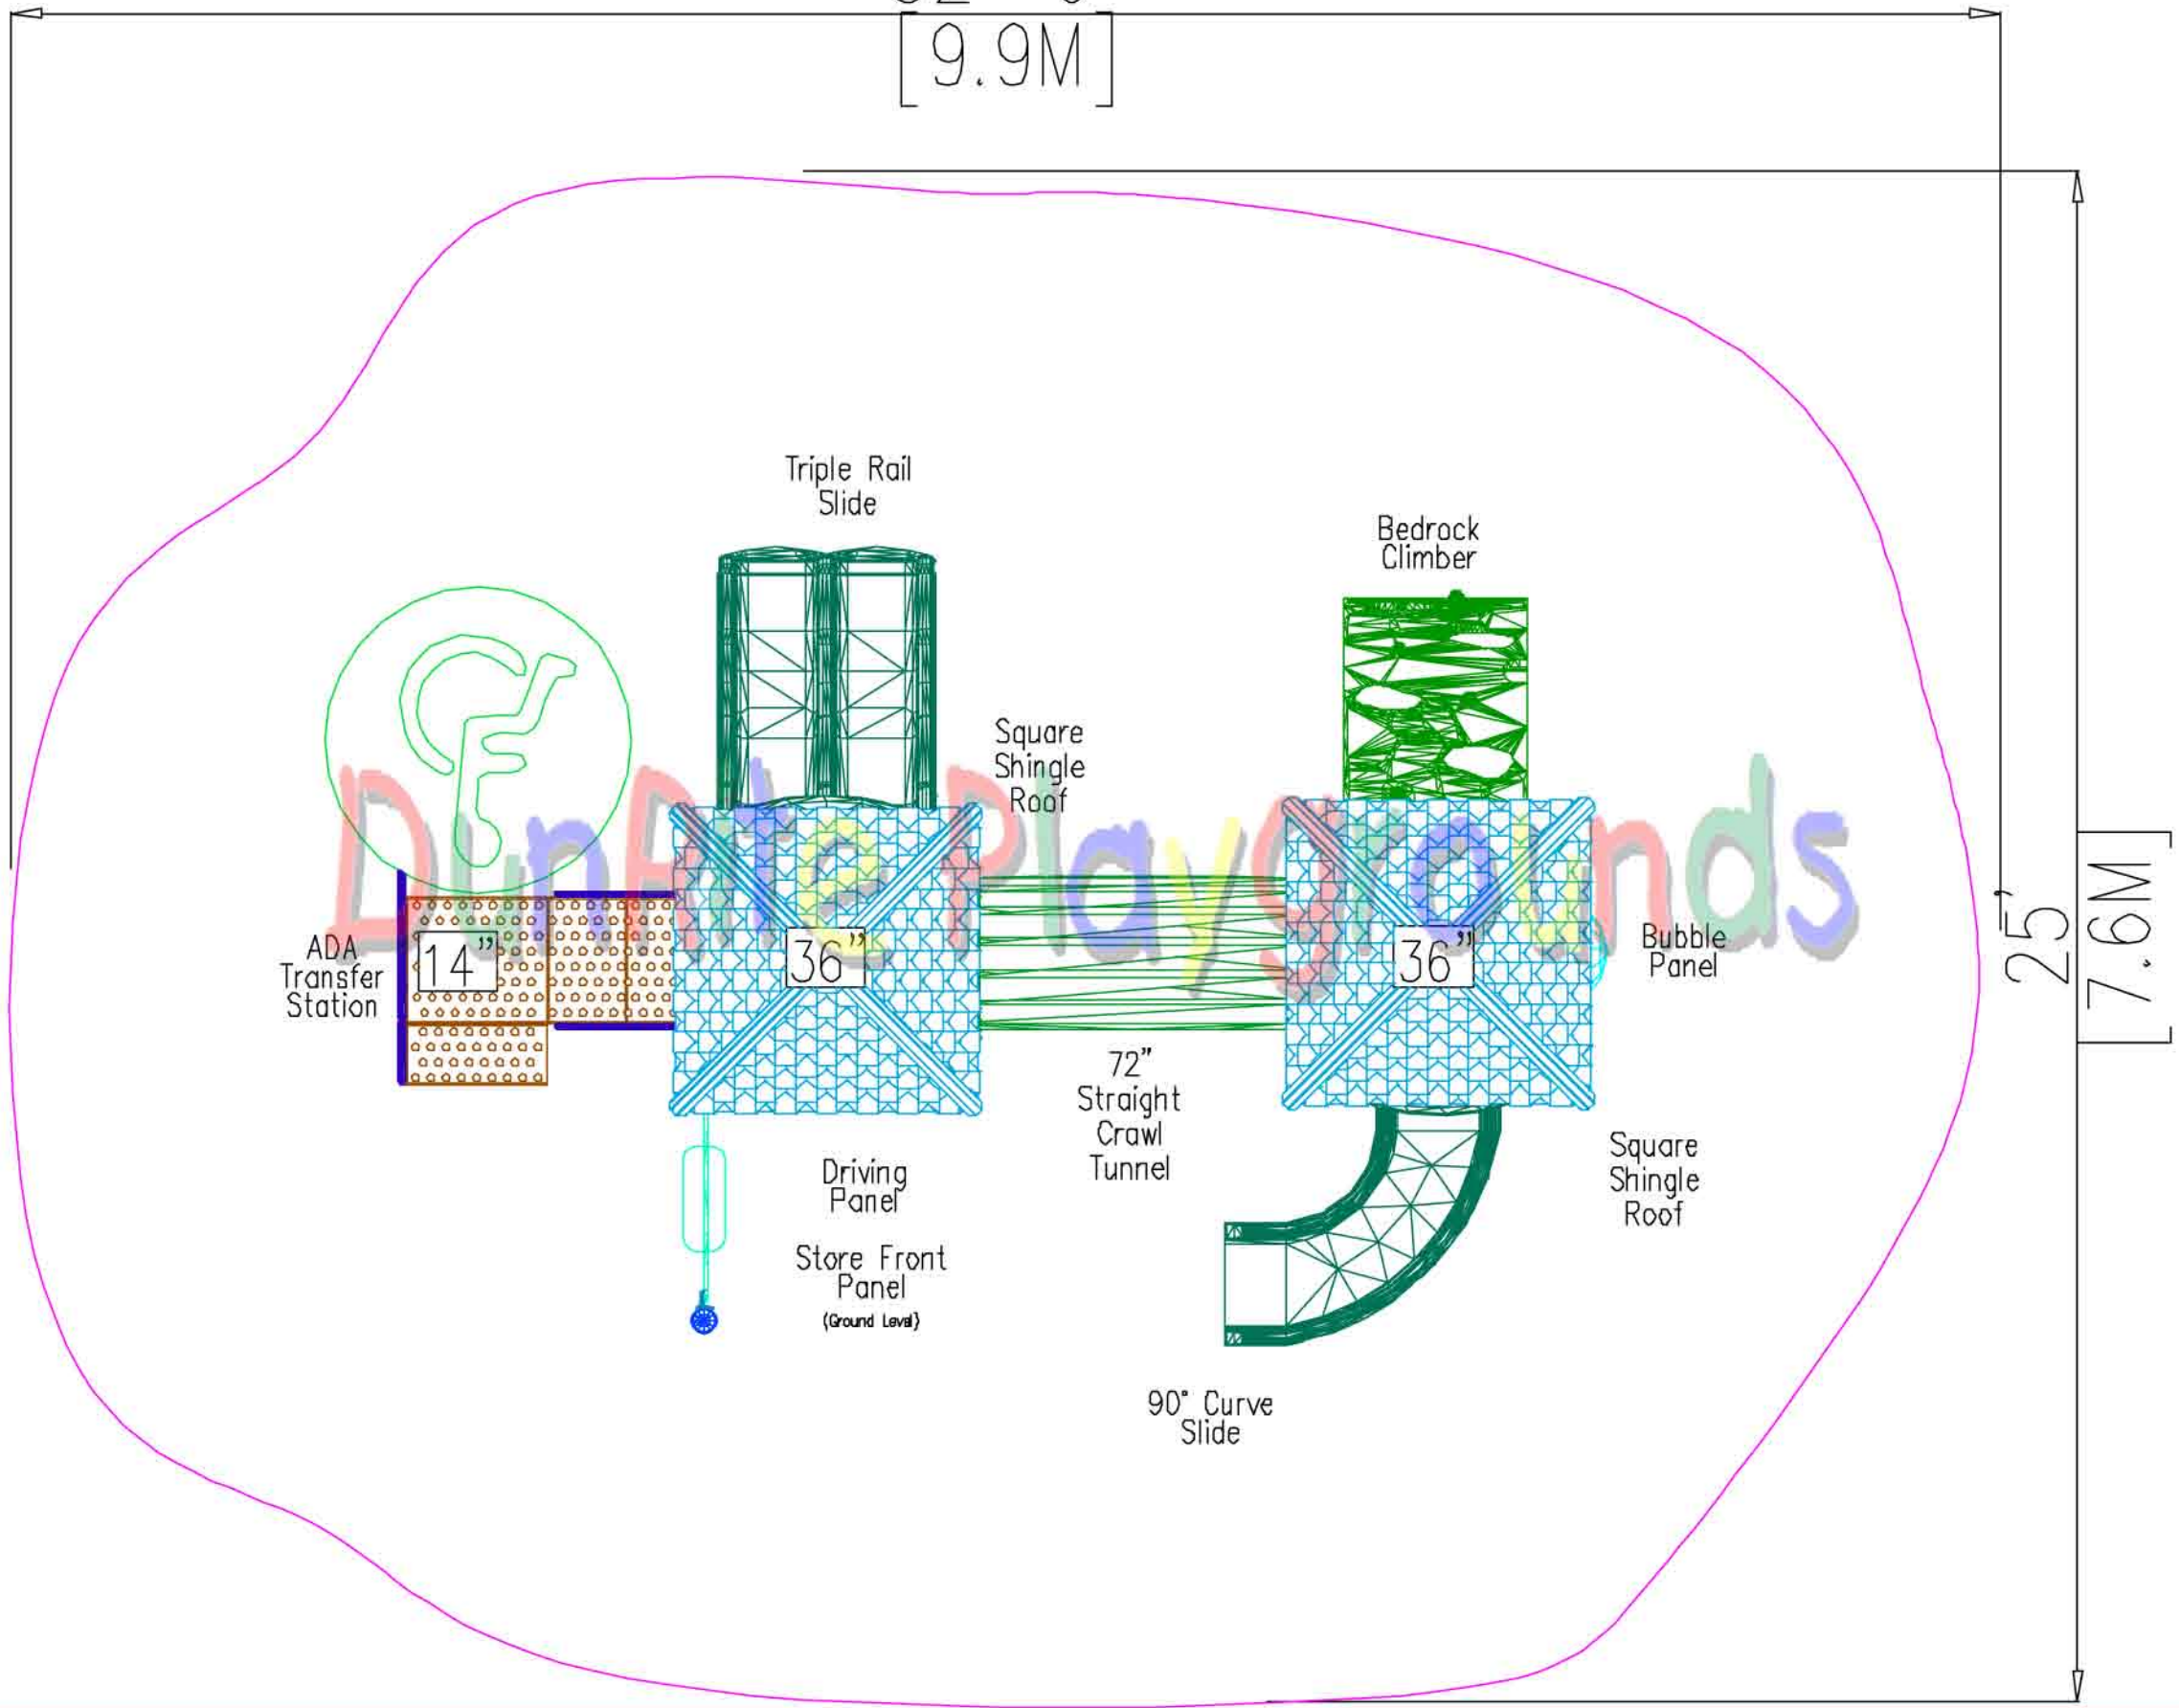 [9.9M]
Triple Rail
Slide
Bedrock
Climber
Square
Shingle
Roof
DunRite Playgrounds
ADA
Transfer
Station
14”
36”
36”
Bubble
Panel
25’
[7.6M]
72”
Straight
Crawl
Tunnel
Driving
Panel
Square
Shingle
Roof
Store Front
Panel
(Ground Level)
90° Curve
Slide